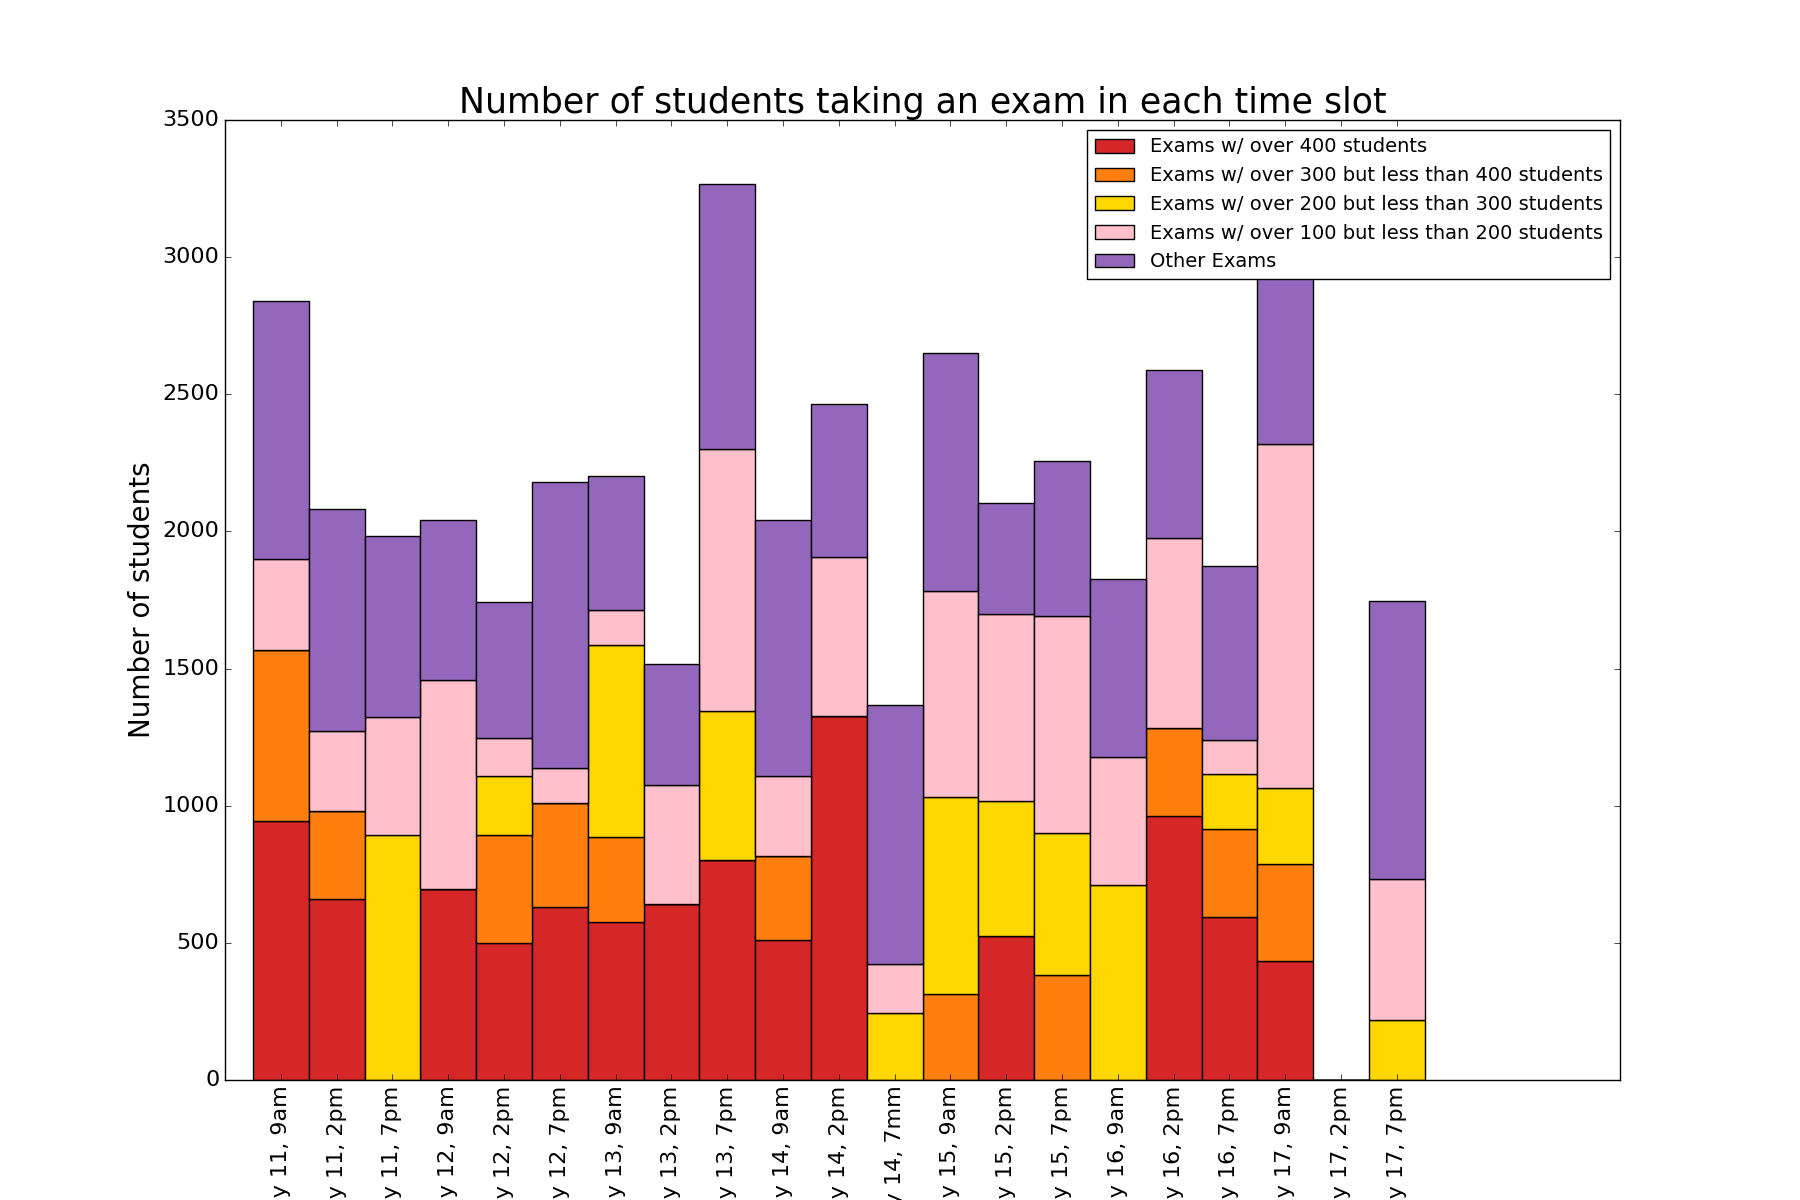 Number of students taking an exam in each time slot
Exams w/ over 400 students
Exams w/ over 300 but less than 400 students
Exams w/ over 200 but less than 300 students
Exams w/ over 100 but less than 200 students
Other Exams
Number of students
3500
3000
2500
2000
1500
1000
500
0
y 11, 9am
y 11, 2pm
y 11, 7pm
y 12, 9am
y 12, 2pm
y 12, 7pm
y 13, 9am
y 13, 2pm
y 13, 7pm
y 14, 9am
y 14, 2pm
y 14, 7mm
y 15, 9am
y 15, 2pm
y 15, 7pm
y 16, 9am
y 16, 2pm
y 16, 7pm
y 17, 9am
y 17, 2pm
y 17, 7pm